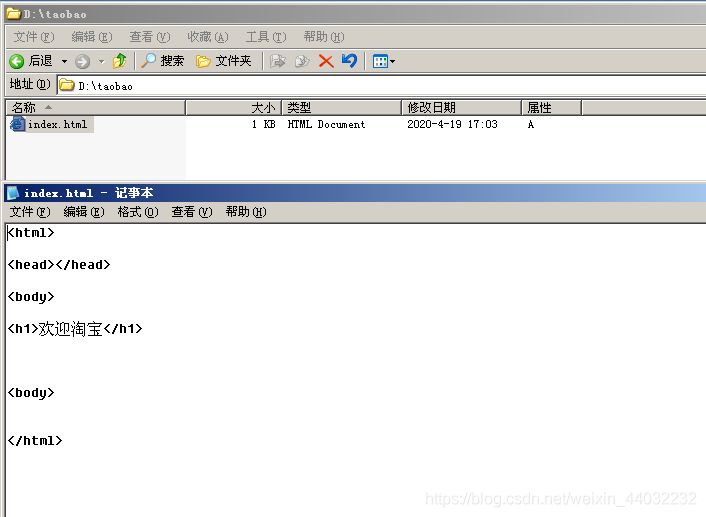 D:\taobao
文件(F) 编辑(E) 查看(V) 收藏(A) 工具(T) 帮助(H)
后退 搜索 文件夹
地址(D) D:\taobao
名称 大小 类型 修改日期 属性
index.html 1 KB HTML Document 2020-4-19 17:03 A
index.html - 记事本
文件(F) 编辑(E) 格式(O) 查看(V) 帮助(H)
<html>
<head></head>
<body>
<h1>欢迎淘宝</h1>
<body>
</html>
https://blog.csdn.net/weixin_44032232